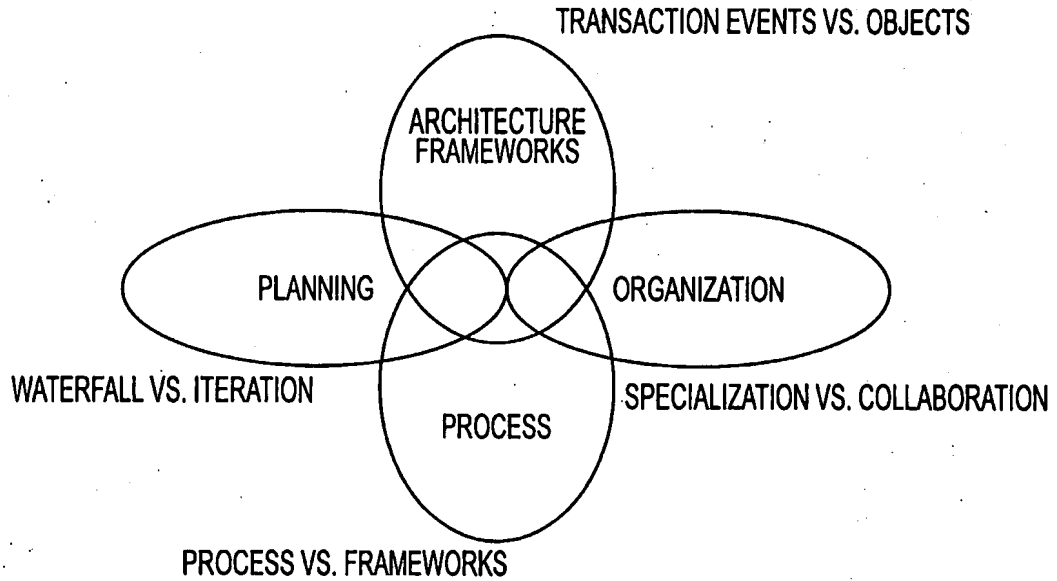 TRANSACTION EVENTS VS. OBJECTS
ARCHITECTURE
FRAMEWORKS
PLANNING
ORGANIZATION
WATERFALL VS. ITERATION
SPECIALIZATION VS. COLLABORATION
PROCESS
PROCESS VS. FRAMEWORKS